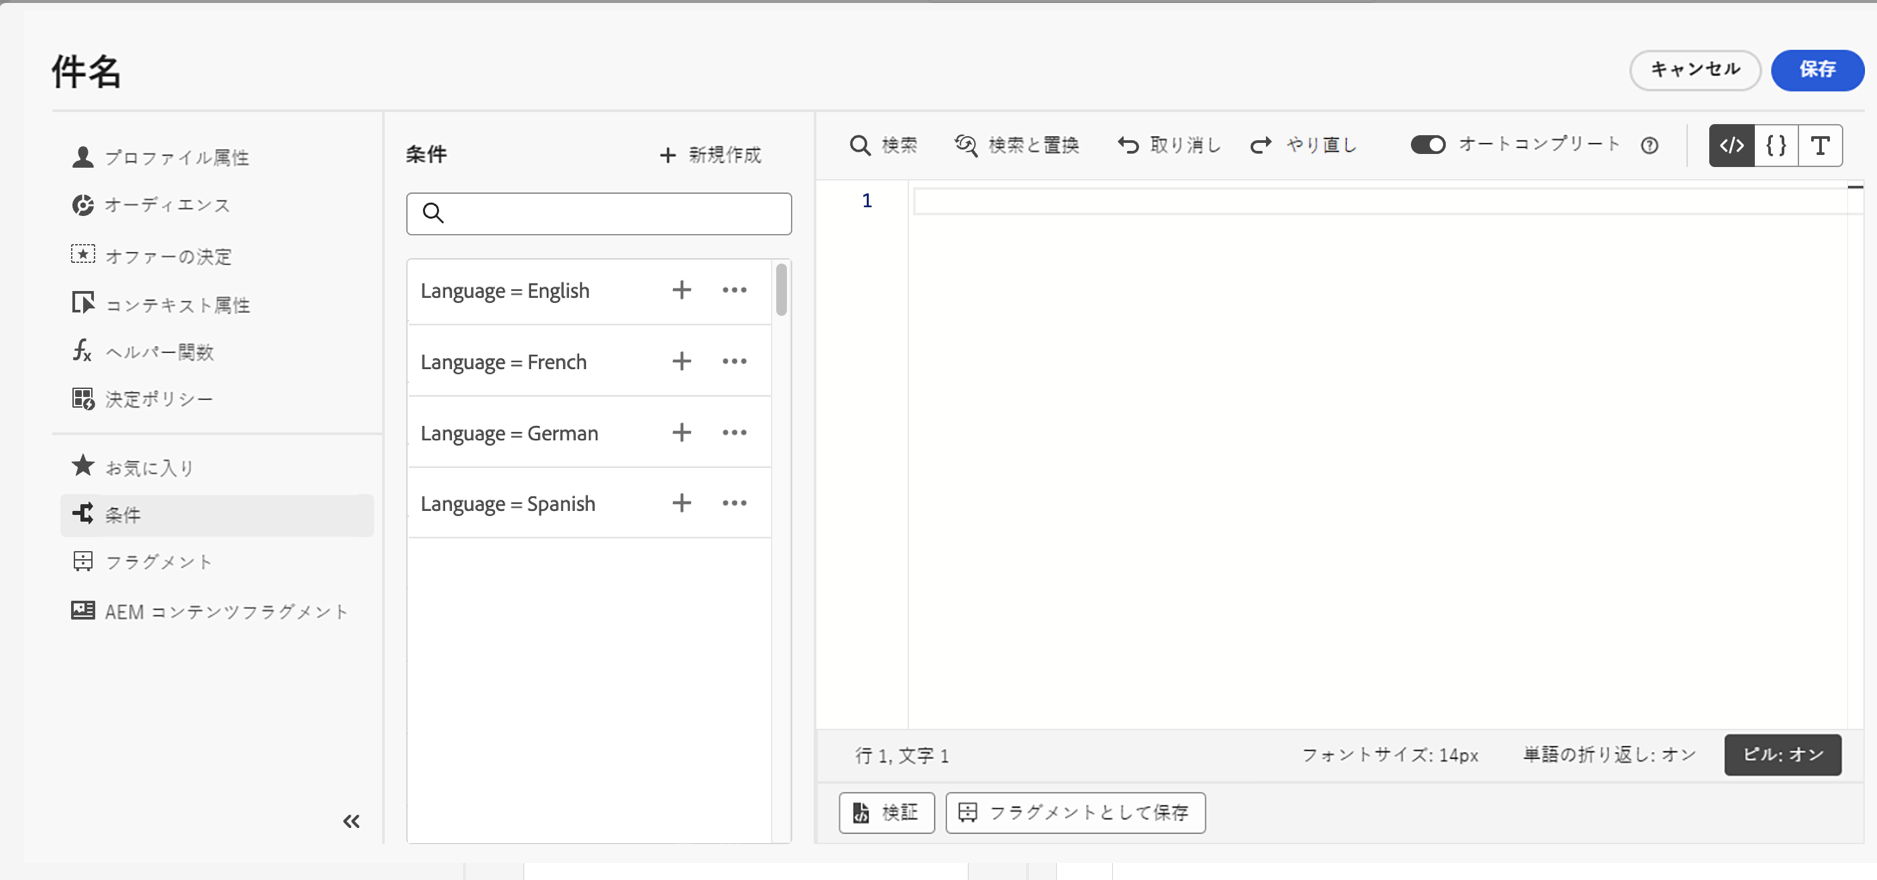 件名
キャンセル
保存
プロファイル属性
オーディエンス
オファーの決定
コンテキスト属性
ヘルパー関数
決定ポリシー
お気に入り
条件
フラグメント
AEM コンテンツフラグメント
条件
新規作成
Language = English
Language = French
Language = German
Language = Spanish
検索
検索と置換
取り消し
やり直し
オートコンプリート
1
行 1, 文字 1
フォントサイズ: 14px
単語の折り返し: オン
ピル: オン
検証
フラグメントとして保存